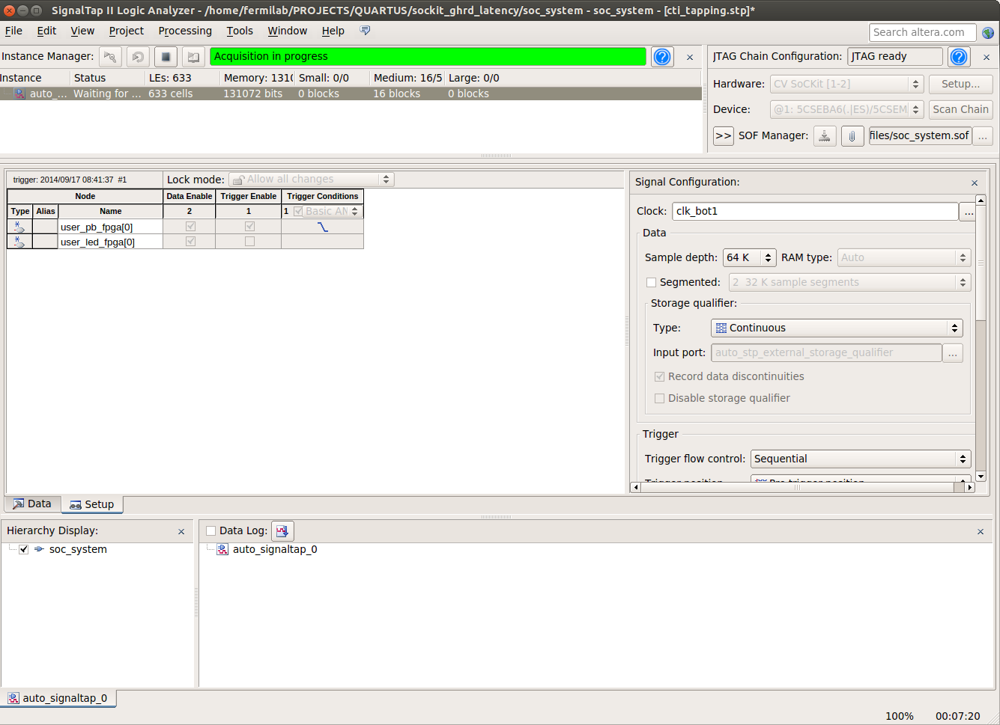 SignalTap II Logic Analyzer - /home/fermilab/PROJECTS/QUARTUS/sockit_ghrd_latency/soc_system - soc_system - [cti_tapping.stp]*
File Edit View Project Processing Tools Window Help
Search altera.com
Instance Manager: Acquisition in progress
Instance Status LEs: 633 Memory: 1310 Small: 0/0 Medium: 16/5 Large: 0/0
auto_... Waiting for ... 633 cells 131072 bits 0 blocks 16 blocks 0 blocks
JTAG Chain Configuration: JTAG ready
Hardware: CV SoCKit [1-2] Setup...
Device: @1: 5CSEBA6(.|ES)/5CSEM Scan Chain
>> SOF Manager: files/soc_system.sof ...
trigger: 2014/09/17 08:41:37 #1 Lock mode: Allow all changes
Node Data Enable Trigger Enable Trigger Conditions
Type Alias Name 2 1 1 Basic AN
user_pb_fpga[0]
user_led_fpga[0]
Signal Configuration:
Clock: clk_bot1 ...
Data
Sample depth: 64 K RAM type: Auto
Segmented: 2 32 K sample segments
Storage qualifier:
Type: Continuous
Input port: auto_stp_external_storage_qualifier ...
Record data discontinuities
Disable storage qualifier
Trigger
Trigger flow control: Sequential
Trigger position Pre trigger position
Data Setup
Hierarchy Display:
soc_system
Data Log:
auto_signaltap_0
auto_signaltap_0
100% 00:07:20